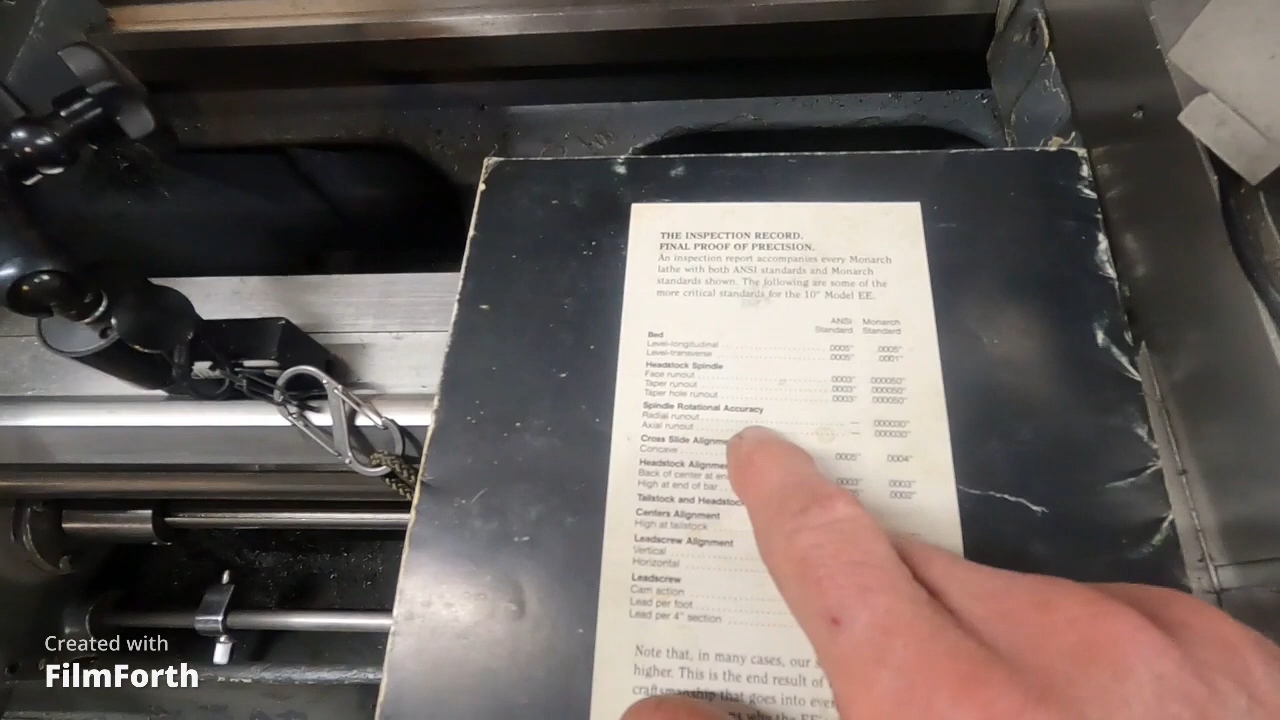 THE INSPECTION RECORD.
FINAL PROOF OF PRECISION.
An inspection report accompanies every Monarch
lathe with both ANSI standards and Monarch
standards shown. The following are some of the
more critical standards for the 10" Model EE.
ANSI Monarch
Standard Standard
Bed
Level-longitudinal .0005" .0005"
Level-transverse .0005" .0001"
Headstock Spindle
Face runout .0003" .000050"
Taper runout .0003" .000050"
Taper hole runout .0003" .000050"
Spindle Rotational Accuracy
Radial runout — .000030"
Axial runout — .000030"
Cross Slide
Concave .0005" .0004"
Headstock
Back of center at .0003" .0003"
High at end of bar .0002"
Tailstock and
Centers Alignment
High at tailstock
Leadscrew Alignment
Vertical
Horizontal
Leadscrew
Cam action
Lead per foot
Lead per 4" section
Note that, in many cases, our
higher. This is the end result of
craftsmanship that goes into
why the
Created with
FilmForth